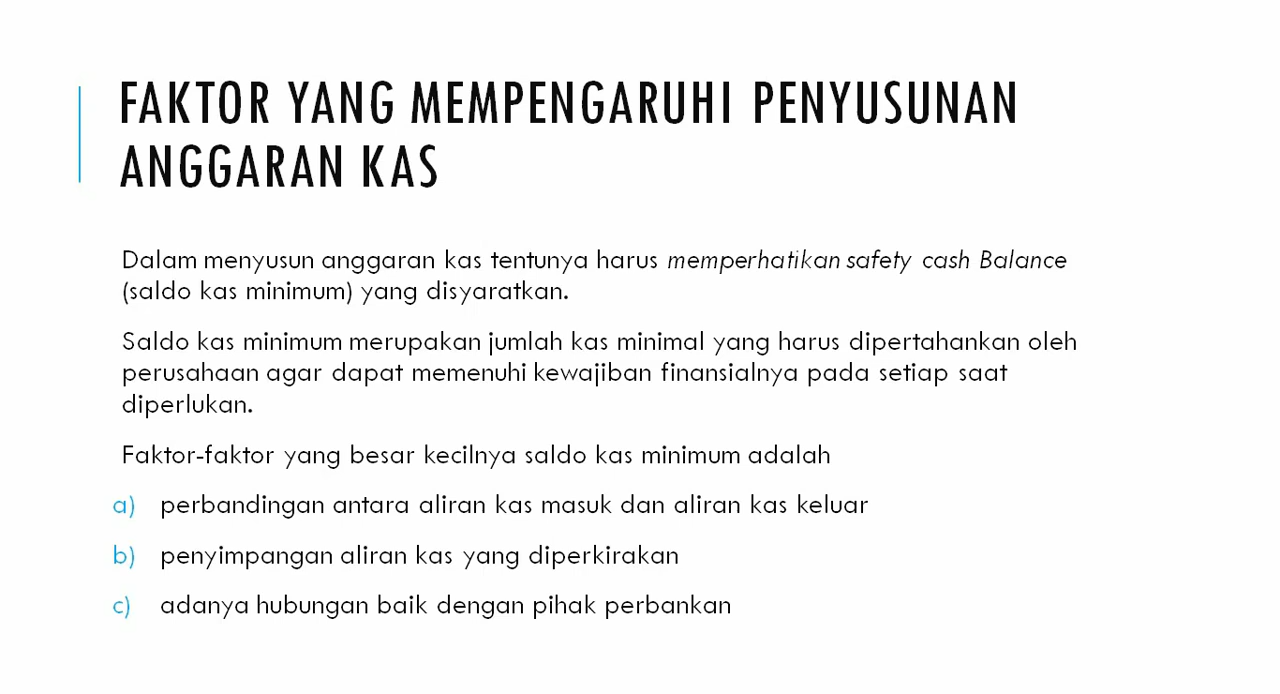 FAKTOR YANG MEMPENGARUHI PENYUSUNAN
ANGGARAN KAS
Dalam menyusun anggaran kas tentunya harus memperhatikan safety cash Balance
(saldo kas minimum) yang disyaratkan.
Saldo kas minimum merupakan jumlah kas minimal yang harus dipertahankan oleh
perusahaan agar dapat memenuhi kewajiban finansialnya pada setiap saat
diperlukan.
Faktor-faktor yang besar kecilnya saldo kas minimum adalah
a) perbandingan antara aliran kas masuk dan aliran kas keluar
b) penyimpangan aliran kas yang diperkirakan
c) adanya hubungan baik dengan pihak perbankan